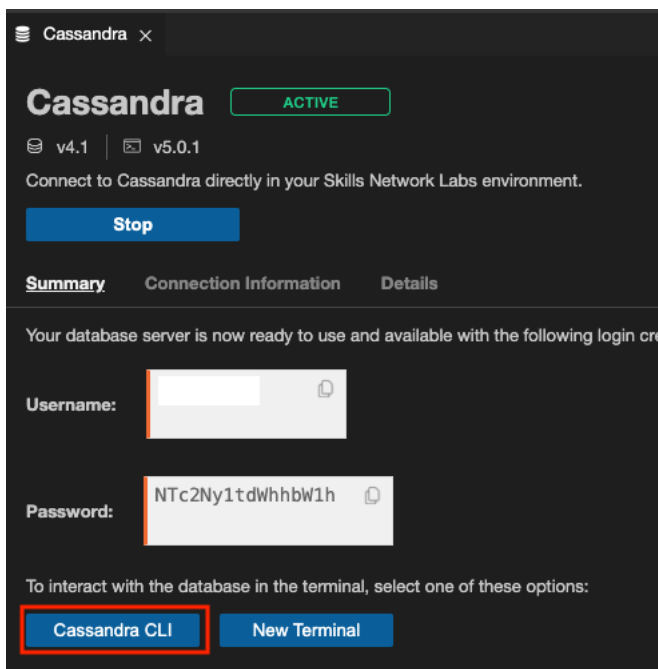 Cassandra
Cassandra ACTIVE
v4.1 v5.0.1
Connect to Cassandra directly in your Skills Network Labs environment.
Stop
Summary Connection Information Details
Your database server is now ready to use and available with the following login cre
Username:
Password: NTc2Ny1tdWhhbW1h
To interact with the database in the terminal, select one of these options:
Cassandra CLI New Terminal